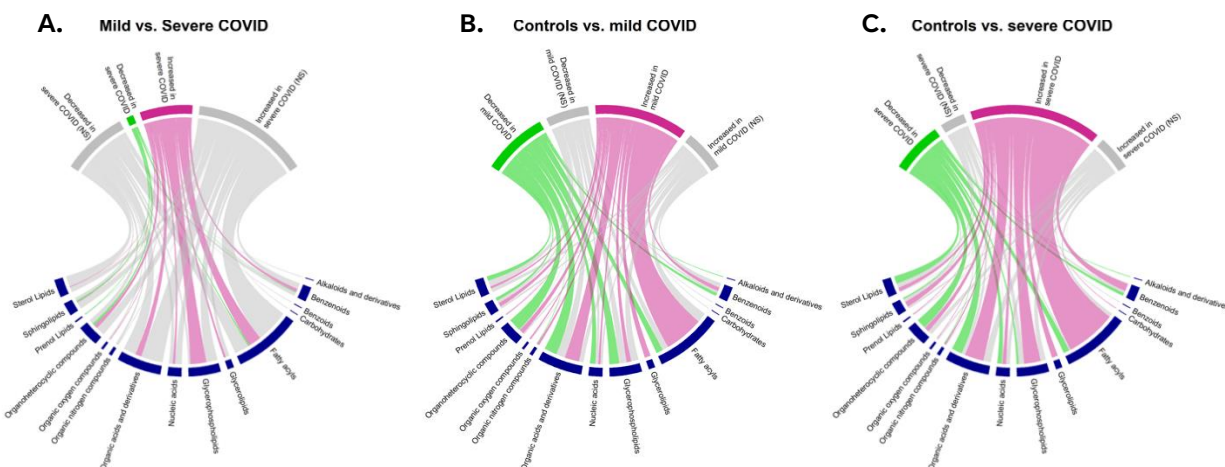 A. Mild vs. Severe COVID
Decreased in
severe COVID (NS)
Decreased in
severe COVID
Increased in
severe COVID
Increased in
severe COVID (NS)
Sterol Lipids
Sphingolipids
Prenol Lipids
Organoheterocyclic compounds
Organic oxygen compounds
Organic nitrogen compounds
Organic acids and derivatives
Nucleic acids
Glycerophospholipids
Glycerolipids
Fatty acyls
Carbohydrates
Benzoids
Benzenoids
Alkaloids and derivatives
B. Controls vs. mild COVID
Decreased in
mild COVID
Decreased in
mild COVID (NS)
Increased in
mild COVID
Increased in
mild COVID (NS)
Sterol Lipids
Sphingolipids
Prenol Lipids
Organoheterocyclic compounds
Organic oxygen compounds
Organic nitrogen compounds
Organic acids and derivatives
Nucleic acids
Glycerophospholipids
Glycerolipids
Fatty acyls
Carbohydrates
Benzoids
Benzenoids
Alkaloids and derivatives
C. Controls vs. severe COVID
Decreased in
severe COVID
Decreased in
severe COVID (NS)
Increased in
severe COVID
Increased in
severe COVID (NS)
Sterol Lipids
Sphingolipids
Prenol Lipids
Organoheterocyclic compounds
Organic oxygen compounds
Organic nitrogen compounds
Organic acids and derivatives
Nucleic acids
Glycerophospholipids
Glycerolipids
Fatty acyls
Carbohydrates
Benzoids
Benzenoids
Alkaloids and derivatives